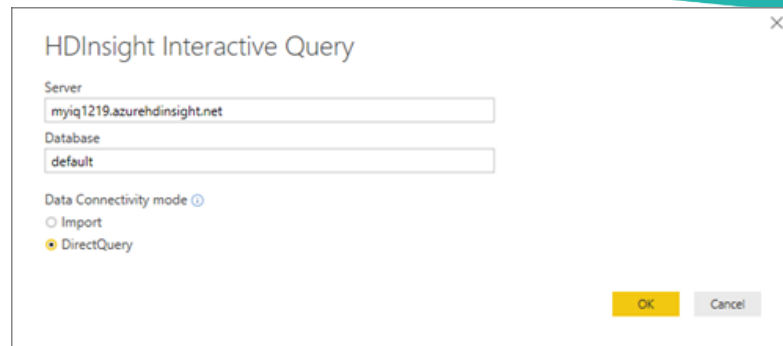 HDInsight Interactive Query
Server
myiq1219.azurehdinsight.net
Database
default
Data Connectivity mode
Import
DirectQuery
OK Cancel